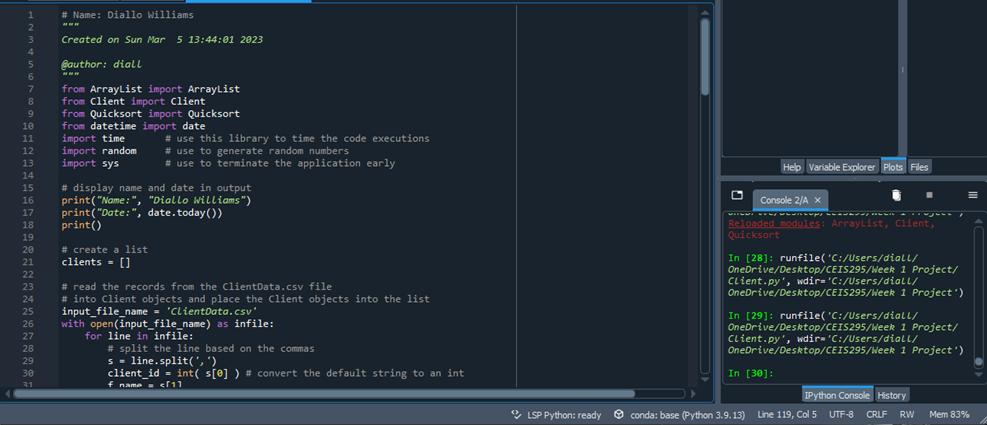 1 # Name: Diallo Williams
2 """
3 Created on Sun Mar  5 13:44:01 2023
4
5 @author: diall
6 """
7 from ArrayList import ArrayList
8 from Client import Client
9 from Quicksort import Quicksort
10 from datetime import date
11 import time      # use this library to time the code executions
12 import random    # use to generate random numbers
13 import sys       # use to terminate the application early
14
15 # display name and date in output
16 print("Name:", "Diallo Williams")
17 print("Date:", date.today())
18 print()
19
20 # create a list
21 clients = []
22
23 # read the records from the ClientData.csv file
24 # into Client objects and place the Client objects into the list
25 input_file_name = 'ClientData.csv'
26 with open(input_file_name) as infile:
27     for line in infile:
28         # split the line based on the commas
29         s = line.split(',')
30         client_id = int( s[0] ) # convert the default string to an int
31         f_name = s[1]
Help Variable Explorer Plots Files
Console 2/A ×
OneDrive/Desktop/CEIS295/Week 1 Project')
Reloaded modules: ArrayList, Client,
Quicksort
In [28]: runfile('C:/Users/diall/
OneDrive/Desktop/CEIS295/Week 1 Project/
Client.py', wdir='C:/Users/diall/
OneDrive/Desktop/CEIS295/Week 1 Project')
In [29]: runfile('C:/Users/diall/
OneDrive/Desktop/CEIS295/Week 1 Project/
Client.py', wdir='C:/Users/diall/
OneDrive/Desktop/CEIS295/Week 1 Project')
In [30]:
IPython Console History
LSP Python: ready conda: base (Python 3.9.13) Line 119, Col 5 UTF-8 CRLF RW Mem 83%